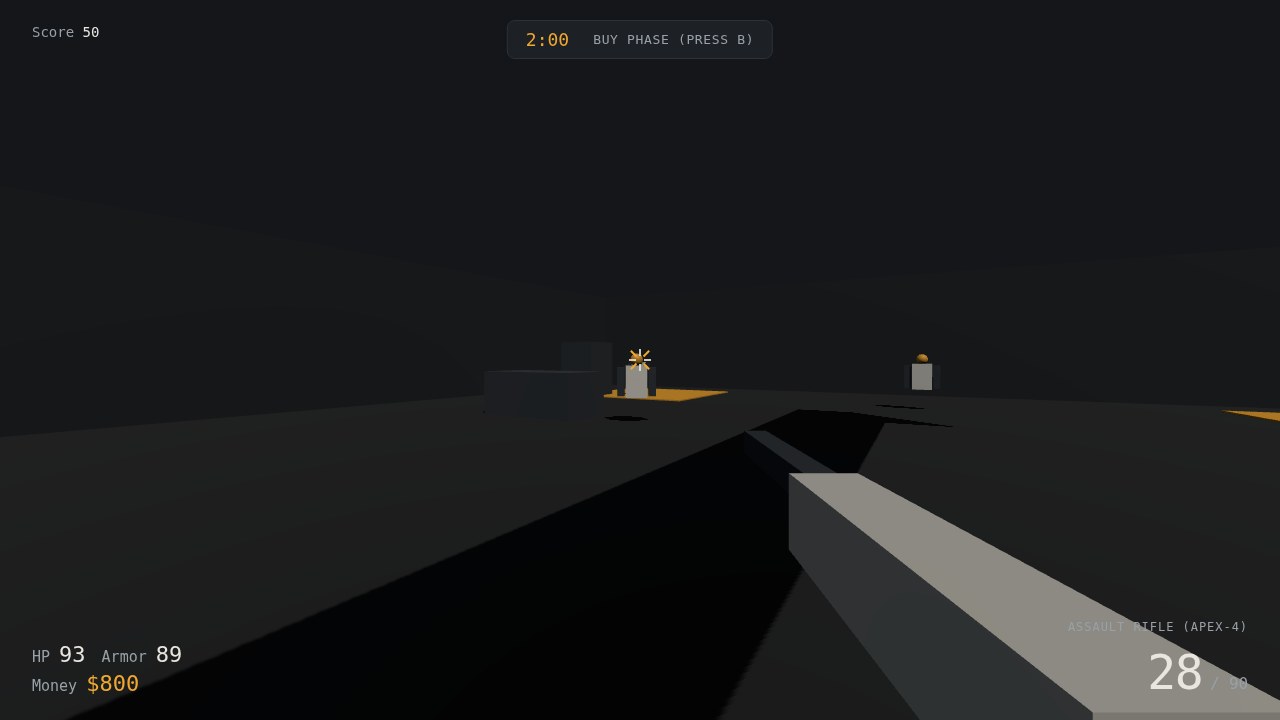 Score 50
2:00 BUY PHASE (PRESS B)
HP 93 Armor 89
Money $800
ASSAULT RIFLE (APEX-4)
28 / 90